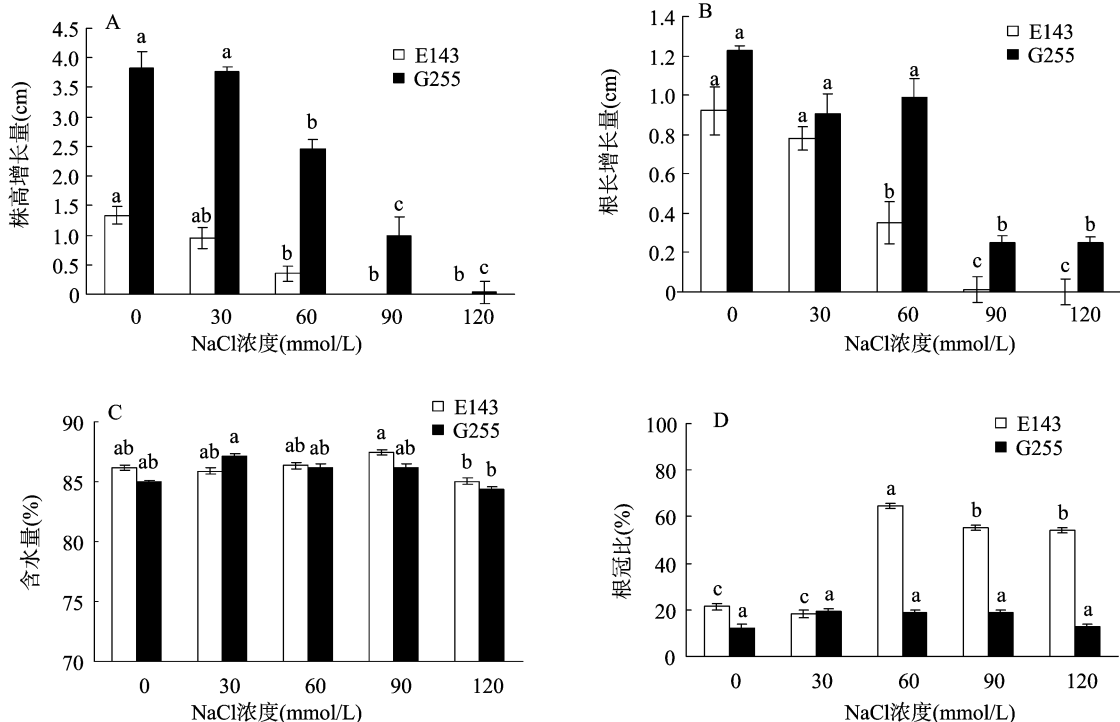 A
E143
G255
株高增长量(cm)
4.5
4.0
3.5
3.0
2.5
2.0
1.5
1.0
0.5
0
a
a
ab
a
b
b
b
c
b
c
0 30 60 90 120
NaCl浓度(mmol/L)
B
E143
G255
根长增长量(cm)
1.4
1.2
1.0
0.8
0.6
0.4
0.2
0
a
a
a
a
b
a
c
b
c
b
0 30 60 90 120
NaCl浓度(mmol/L)
C
E143
G255
含水量(%)
90
85
80
75
70
ab
ab
ab
a
ab
ab
a
ab
b
b
0 30 60 90 120
NaCl浓度(mmol/L)
D
E143
G255
根冠比(%)
100
80
60
40
20
0
c
a
c
a
a
a
b
a
b
a
0 30 60 90 120
NaCl浓度(mmol/L)